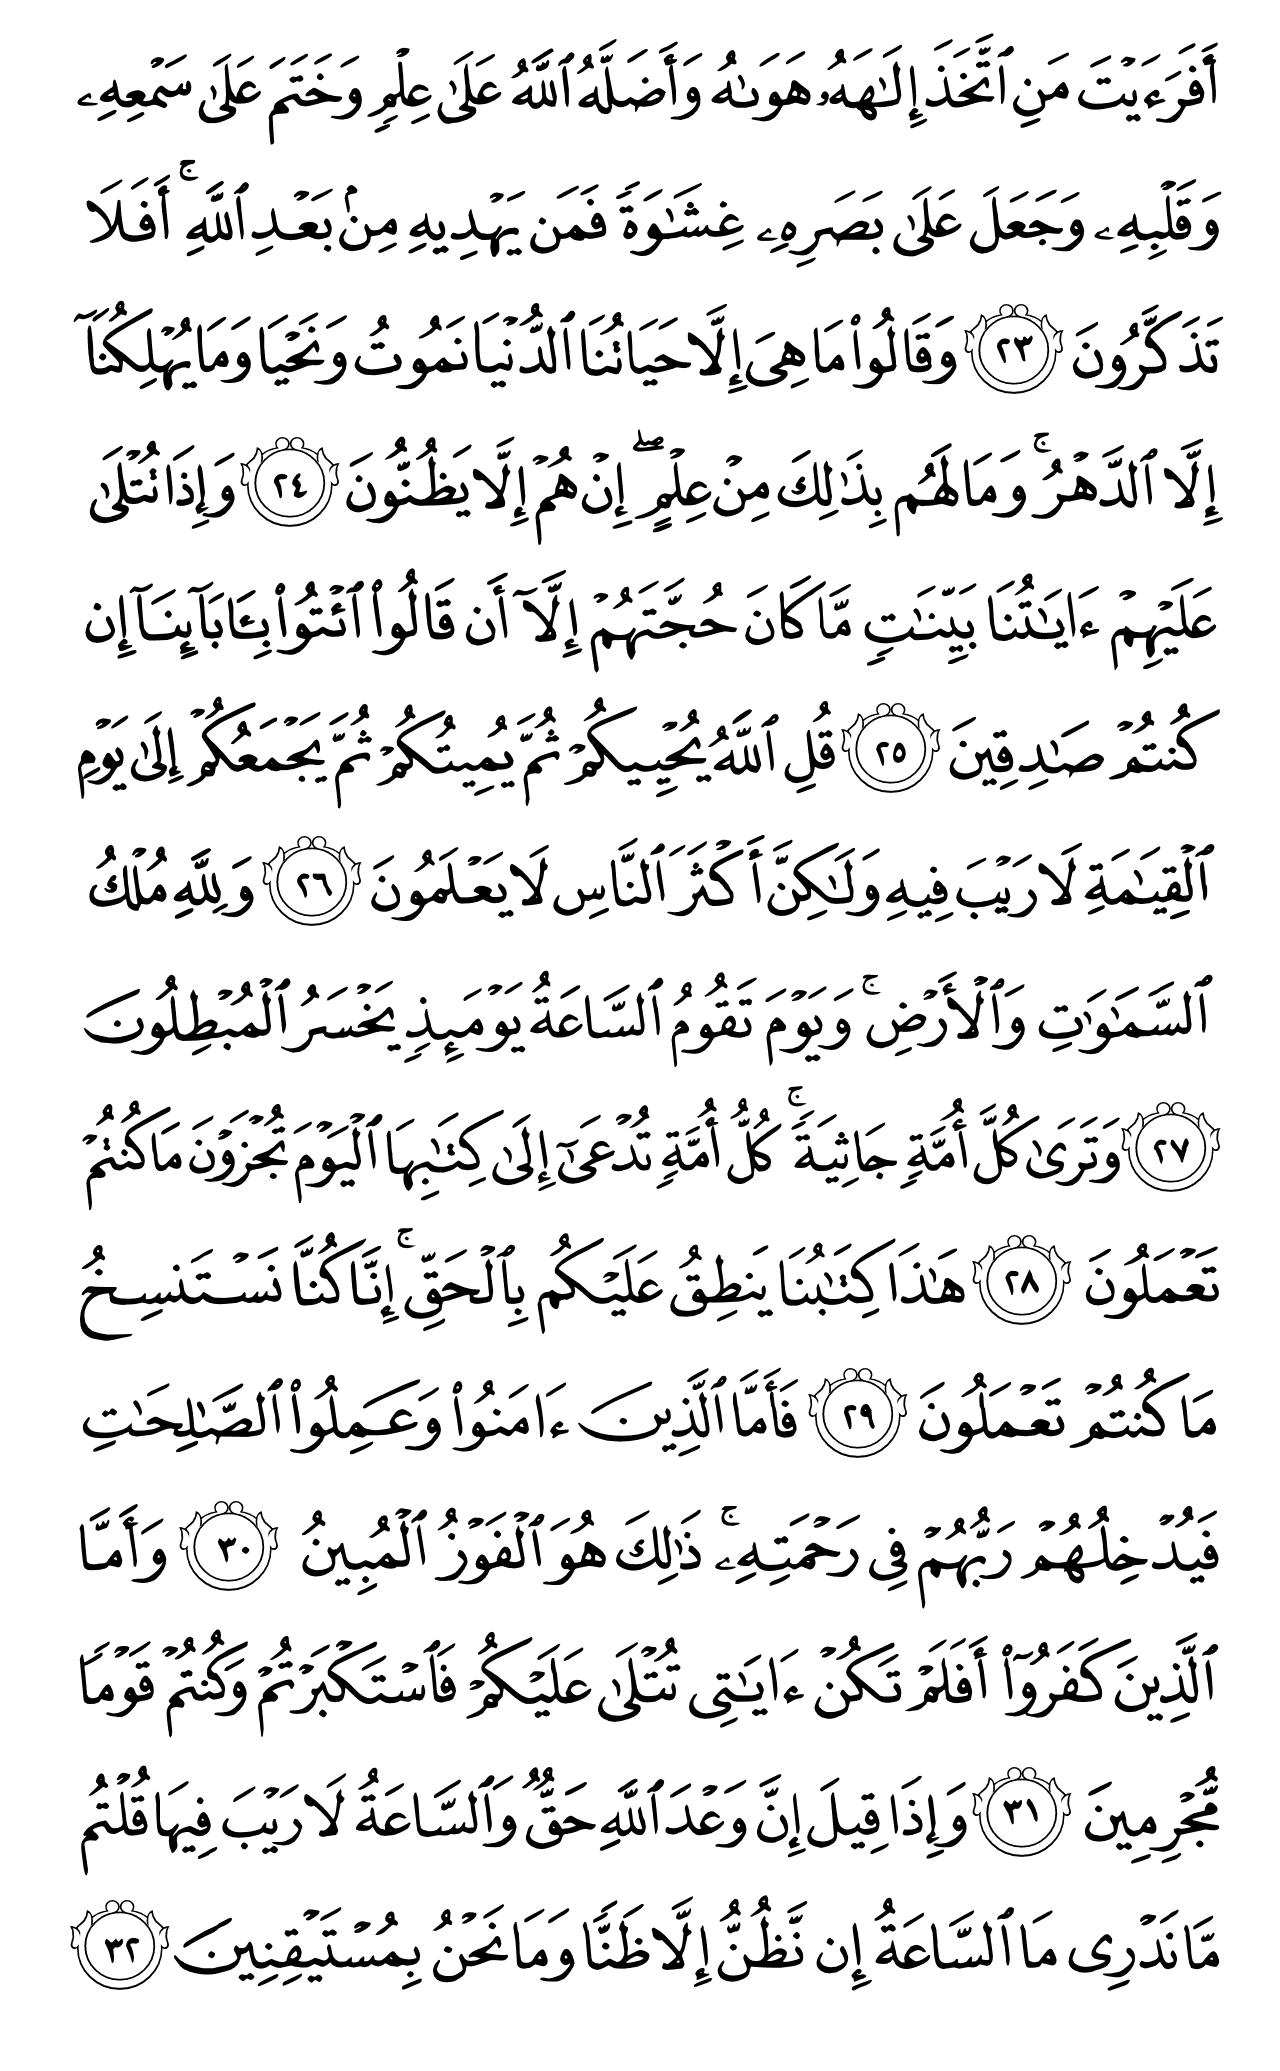 أَفَرَءَيۡتَ مَنِ ٱتَّخَذَ إِلَٰهَهُۥ هَوَىٰهُ وَأَضَلَّهُ ٱللَّهُ عَلَىٰ عِلۡمٖ وَخَتَمَ عَلَىٰ سَمۡعِهِۦ
وَقَلۡبِهِۦ وَجَعَلَ عَلَىٰ بَصَرِهِۦ غِشَٰوَةٗ فَمَن يَهۡدِيهِ مِنۢ بَعۡدِ ٱللَّهِۚ أَفَلَا
تَذَكَّرُونَ ٢٣ وَقَالُواْ مَا هِيَ إِلَّا حَيَاتُنَا ٱلدُّنۡيَا نَمُوتُ وَنَحۡيَا وَمَا يُهۡلِكُنَآ
إِلَّا ٱلدَّهۡرُۚ وَمَا لَهُم بِذَٰلِكَ مِنۡ عِلۡمٍۖ إِنۡ هُمۡ إِلَّا يَظُنُّونَ ٢٤ وَإِذَا تُتۡلَىٰ
عَلَيۡهِمۡ ءَايَٰتُنَا بَيِّنَٰتٖ مَّا كَانَ حُجَّتَهُمۡ إِلَّآ أَن قَالُواْ ٱئۡتُواْ بِـَٔابَآئِنَآ إِن
كُنتُمۡ صَٰدِقِينَ ٢٥ قُلِ ٱللَّهُ يُحۡيِيكُمۡ ثُمَّ يُمِيتُكُمۡ ثُمَّ يَجۡمَعُكُمۡ إِلَىٰ يَوۡمِ
ٱلۡقِيَٰمَةِ لَا رَيۡبَ فِيهِ وَلَٰكِنَّ أَكۡثَرَ ٱلنَّاسِ لَا يَعۡلَمُونَ ٢٦ وَلِلَّهِ مُلۡكُ
ٱلسَّمَٰوَٰتِ وَٱلۡأَرۡضِۚ وَيَوۡمَ تَقُومُ ٱلسَّاعَةُ يَوۡمَئِذٖ يَخۡسَرُ ٱلۡمُبۡطِلُونَ
٢٧ وَتَرَىٰ كُلَّ أُمَّةٖ جَاثِيَةٗۚ كُلُّ أُمَّةٖ تُدۡعَىٰٓ إِلَىٰ كِتَٰبِهَا ٱلۡيَوۡمَ تُجۡزَوۡنَ مَا كُنتُمۡ
تَعۡمَلُونَ ٢٨ هَٰذَا كِتَٰبُنَا يَنطِقُ عَلَيۡكُم بِٱلۡحَقِّۚ إِنَّا كُنَّا نَسۡتَنسِخُ
مَا كُنتُمۡ تَعۡمَلُونَ ٢٩ فَأَمَّا ٱلَّذِينَ ءَامَنُواْ وَعَمِلُواْ ٱلصَّٰلِحَٰتِ
فَيُدۡخِلُهُمۡ رَبُّهُمۡ فِي رَحۡمَتِهِۦۚ ذَٰلِكَ هُوَ ٱلۡفَوۡزُ ٱلۡمُبِينُ ٣٠ وَأَمَّا
ٱلَّذِينَ كَفَرُوٓاْ أَفَلَمۡ تَكُنۡ ءَايَٰتِي تُتۡلَىٰ عَلَيۡكُمۡ فَٱسۡتَكۡبَرۡتُمۡ وَكُنتُمۡ قَوۡمٗا
مُّجۡرِمِينَ ٣١ وَإِذَا قِيلَ إِنَّ وَعۡدَ ٱللَّهِ حَقّٞ وَٱلسَّاعَةُ لَا رَيۡبَ فِيهَا قُلۡتُم
مَّا نَدۡرِي مَا ٱلسَّاعَةُ إِن نَّظُنُّ إِلَّا ظَنّٗا وَمَا نَحۡنُ بِمُسۡتَيۡقِنِينَ ٣٢